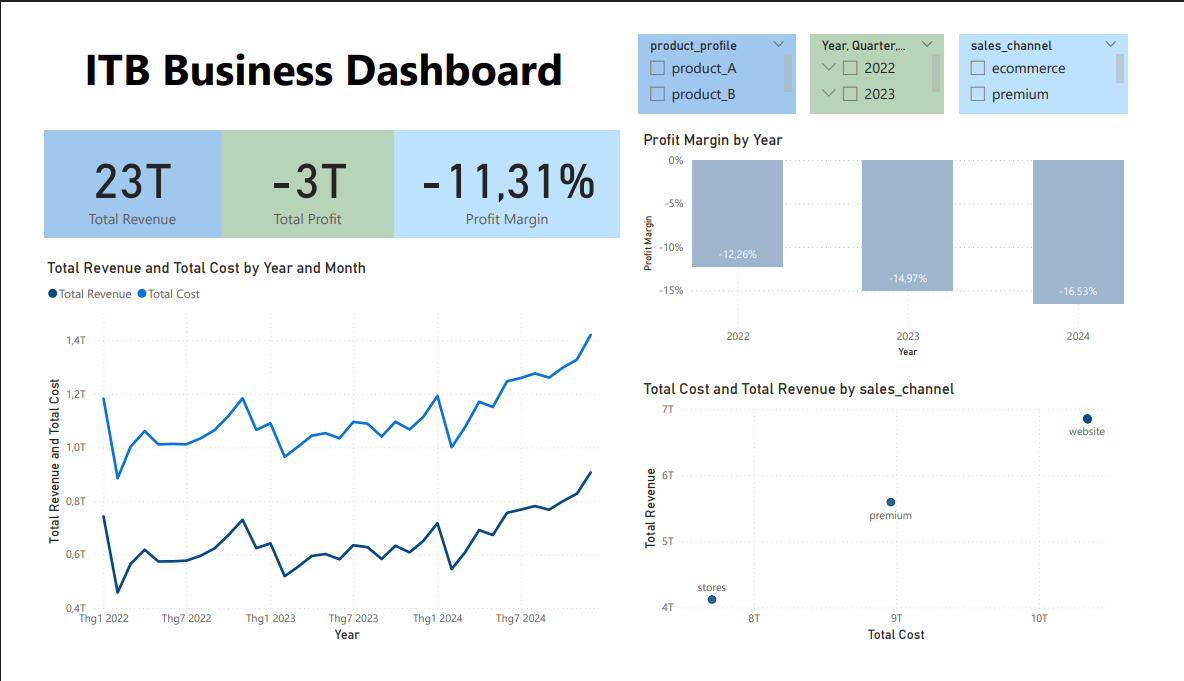 ITB Business Dashboard
product_profile
product_A
product_B
Year, Quarter,...
2022
2023
sales_channel
ecommerce
premium
23T
Total Revenue
-3T
Total Profit
-11,31%
Profit Margin
Profit Margin by Year
Profit Margin
0%
-5%
-10%
-15%
-12,26%
-14,97%
-16,53%
2022
2023
2024
Year
Total Revenue and Total Cost by Year and Month
Total Revenue
Total Cost
Total Revenue and Total Cost
1,4T
1,2T
1,0T
0,8T
0,6T
0,4T
Thg1 2022
Thg7 2022
Thg1 2023
Thg7 2023
Thg1 2024
Thg7 2024
Year
Total Cost and Total Revenue by sales_channel
Total Revenue
7T
6T
5T
4T
website
premium
stores
8T
9T
10T
Total Cost